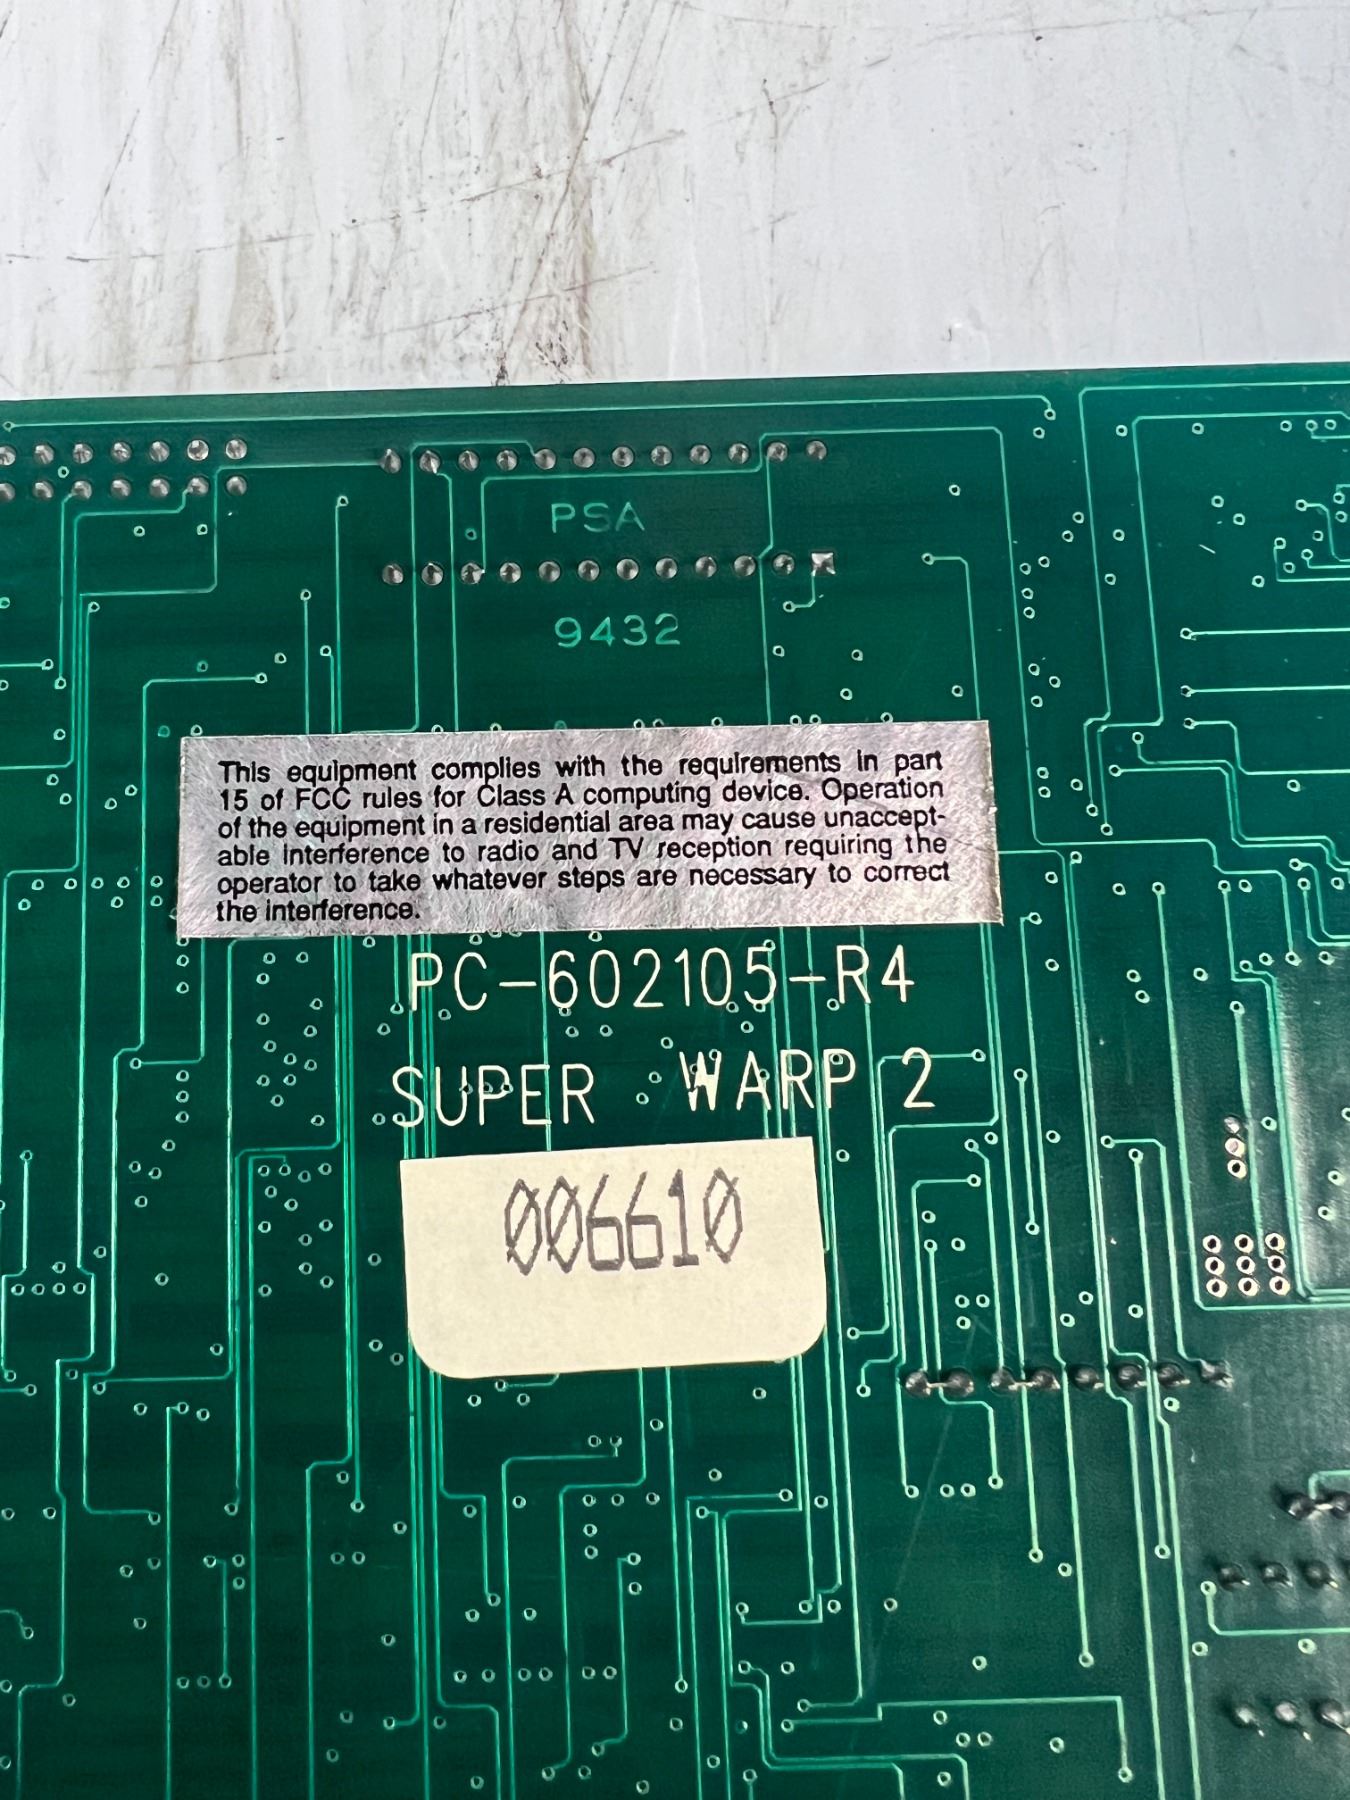 PSA
9432
This equipment complies with the requirements in part
15 of FCC rules for Class A computing device. Operation
of the equipment in a residential area may cause unaccept-
able interference to radio and TV reception requiring the
operator to take whatever steps are necessary to correct
the interference.
PC-602105-R4
SUPER WARP 2
006610